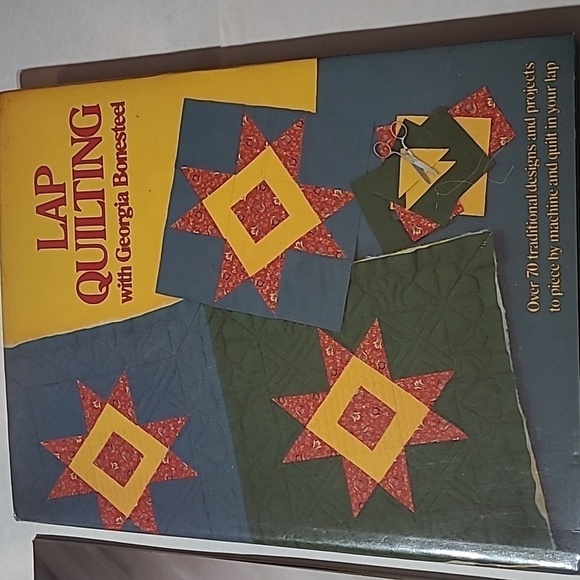 LAP
QUILTING
with Georgia Bonesteel
Over 70 traditional designs and projects
to piece by machine and quilt in your lap